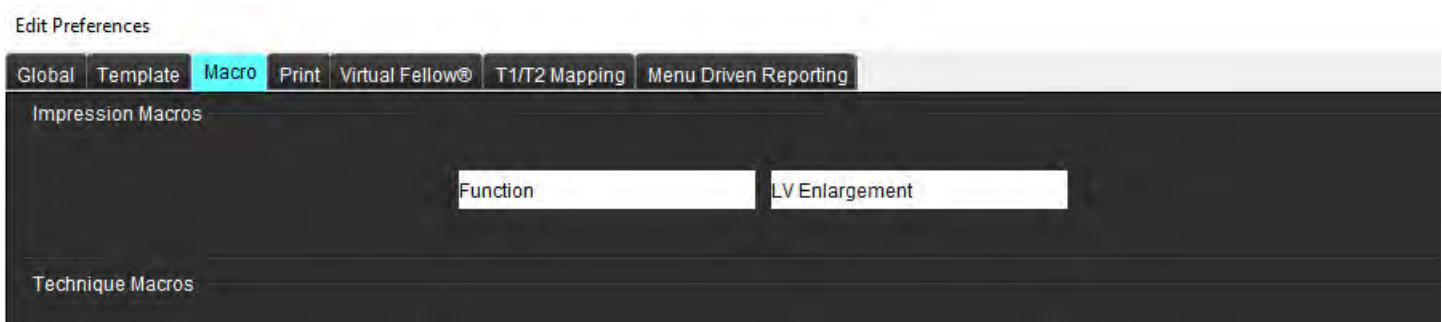 Edit Preferences
Global Template Macro Print Virtual Fellow® T1/T2 Mapping Menu Driven Reporting
Impression Macros
Function LV Enlargement
Technique Macros